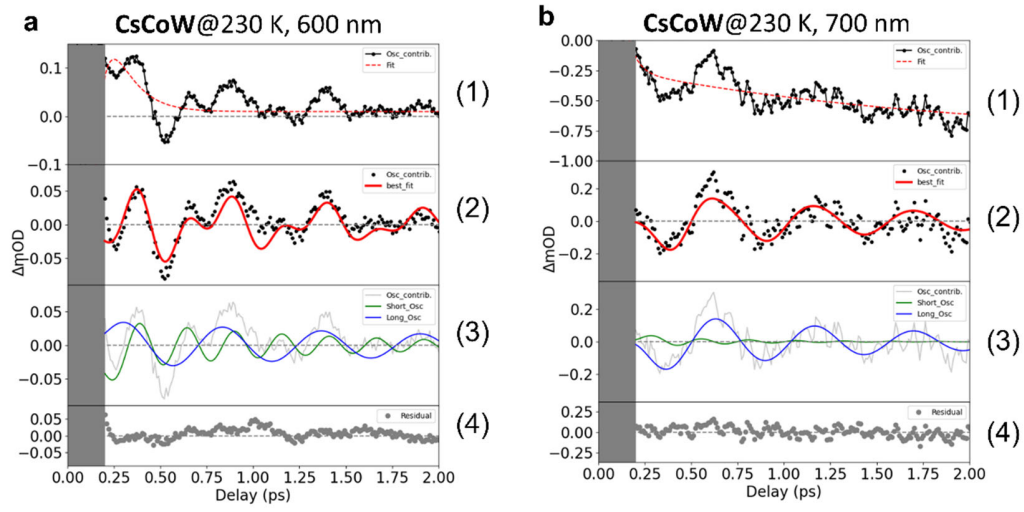 a CsCoW@230 K, 600 nm
0.1
0.0
−0.1
Osc_contrib.
Fit
(1)
0.05
0.00
−0.05
Osc_contrib.
best_fit
(2)
ΔmOD
0.05
0.00
−0.05
Osc_contrib.
Short_Osc
Long_Osc
(3)
0.05
0.00
−0.05
Residual
(4)
0.00 0.25 0.50 0.75 1.00 1.25 1.50 1.75 2.00
Delay (ps)
b CsCoW@230 K, 700 nm
0.00
−0.25
−0.50
−0.75
−1.00
Osc_contrib.
Fit
(1)
0.2
0.0
−0.2
Osc_contrib.
best_fit
(2)
ΔmOD
0.2
0.0
−0.2
Osc_contrib.
Short_Osc
Long_Osc
(3)
0.25
0.00
−0.25
Residual
(4)
0.00 0.25 0.50 0.75 1.00 1.25 1.50 1.75 2.00
Delay (ps)